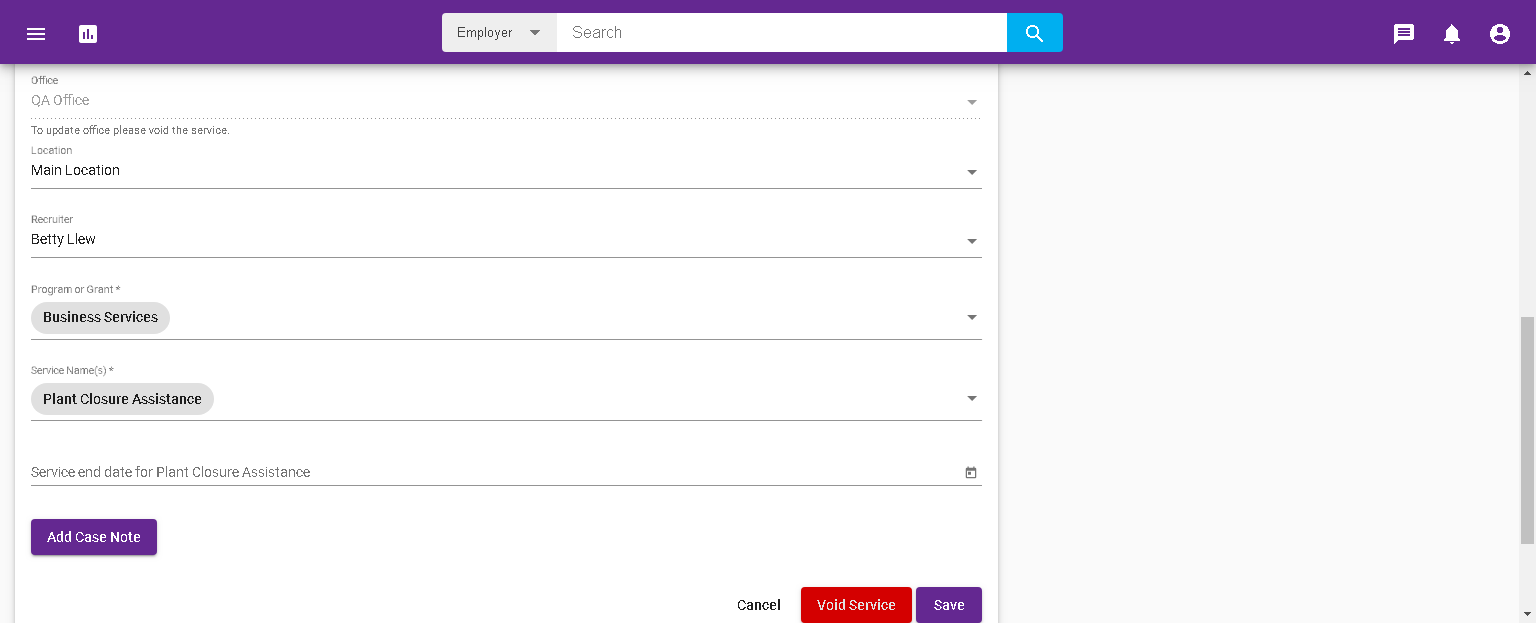 Employer
Search
Office
QA Office
To update office please void the service.
Location
Main Location
Recruiter
Betty Llew
Program or Grant *
Business Services
Service Name(s) *
Plant Closure Assistance
Service end date for Plant Closure Assistance
Add Case Note
Cancel
Void Service
Save